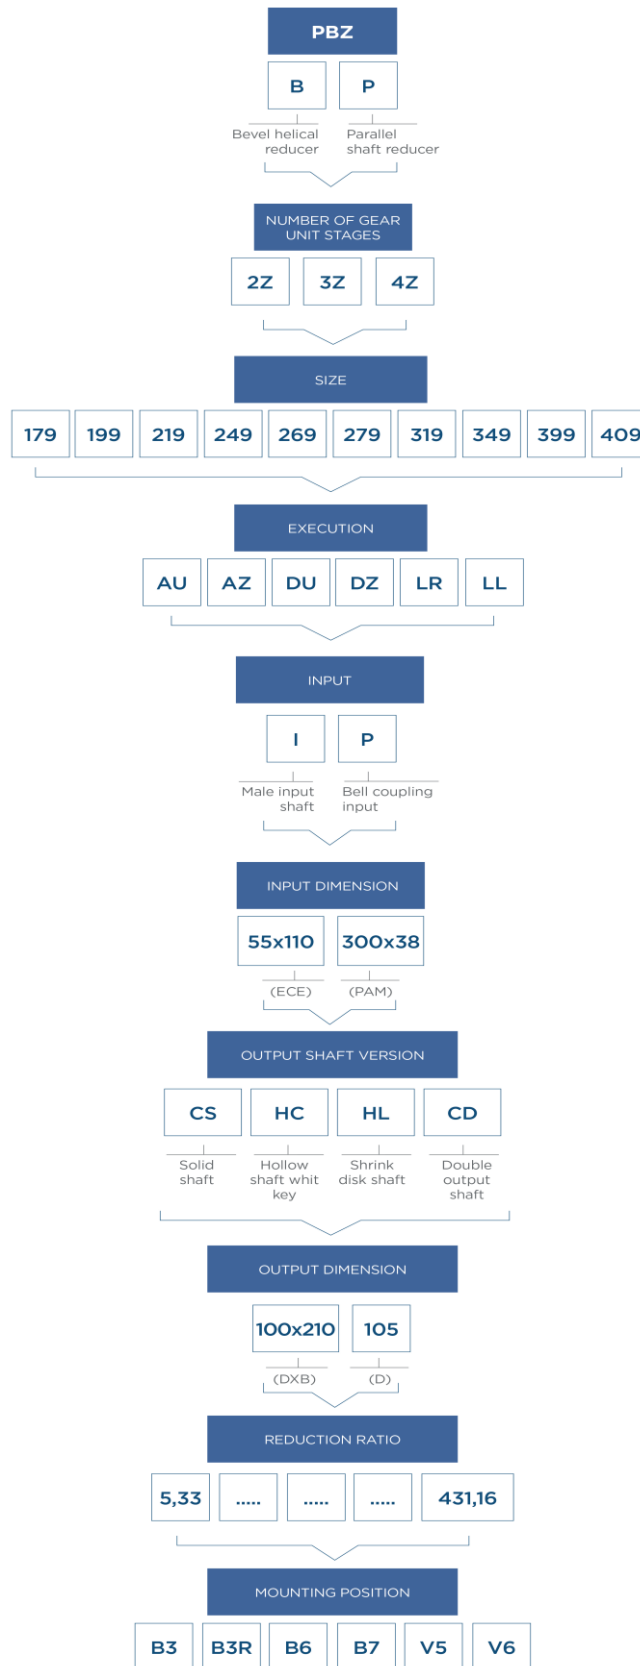 PBZ
B P
Bevel helical Parallel
reducer shaft reducer
NUMBER OF GEAR
UNIT STAGES
2Z 3Z 4Z
SIZE
179 199 219 249 269 279 319 349 399 409
EXECUTION
AU AZ DU DZ LR LL
INPUT
I P
Male input Bell coupling
shaft input
INPUT DIMENSION
55x110 300x38
(ECE) (PAM)
OUTPUT SHAFT VERSION
CS HC HL CD
Solid Hollow Shrink Double
shaft shaft whit disk shaft output
key shaft
OUTPUT DIMENSION
100x210 105
(DXB) (D)
REDUCTION RATIO
5,33 ..... ..... ..... 431,16
MOUNTING POSITION
B3 B3R B6 B7 V5 V6